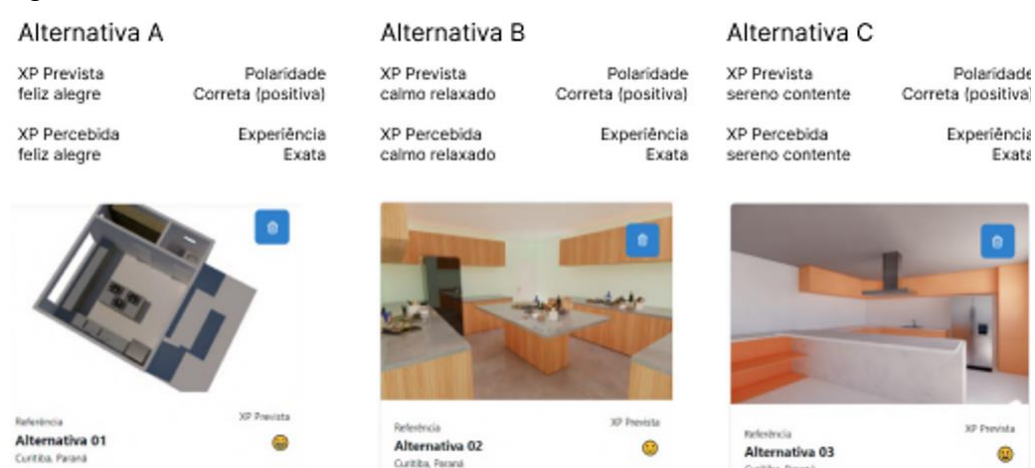 Alternativa A
XP Prevista
feliz alegre
Polaridade
Correta (positiva)
XP Percebida
feliz alegre
Experiência
Exata
Referência
XP Prevista
Alternativa 01
Curitiba, Paraná
Alternativa B
XP Prevista
calmo relaxado
Polaridade
Correta (positiva)
XP Percebida
calmo relaxado
Experiência
Exata
Referência
XP Prevista
Alternativa 02
Curitiba, Paraná
Alternativa C
XP Prevista
sereno contente
Polaridade
Correta (positiva)
XP Percebida
sereno contente
Experiência
Exata
Referência
XP Prevista
Alternativa 03
Curitiba, Paraná